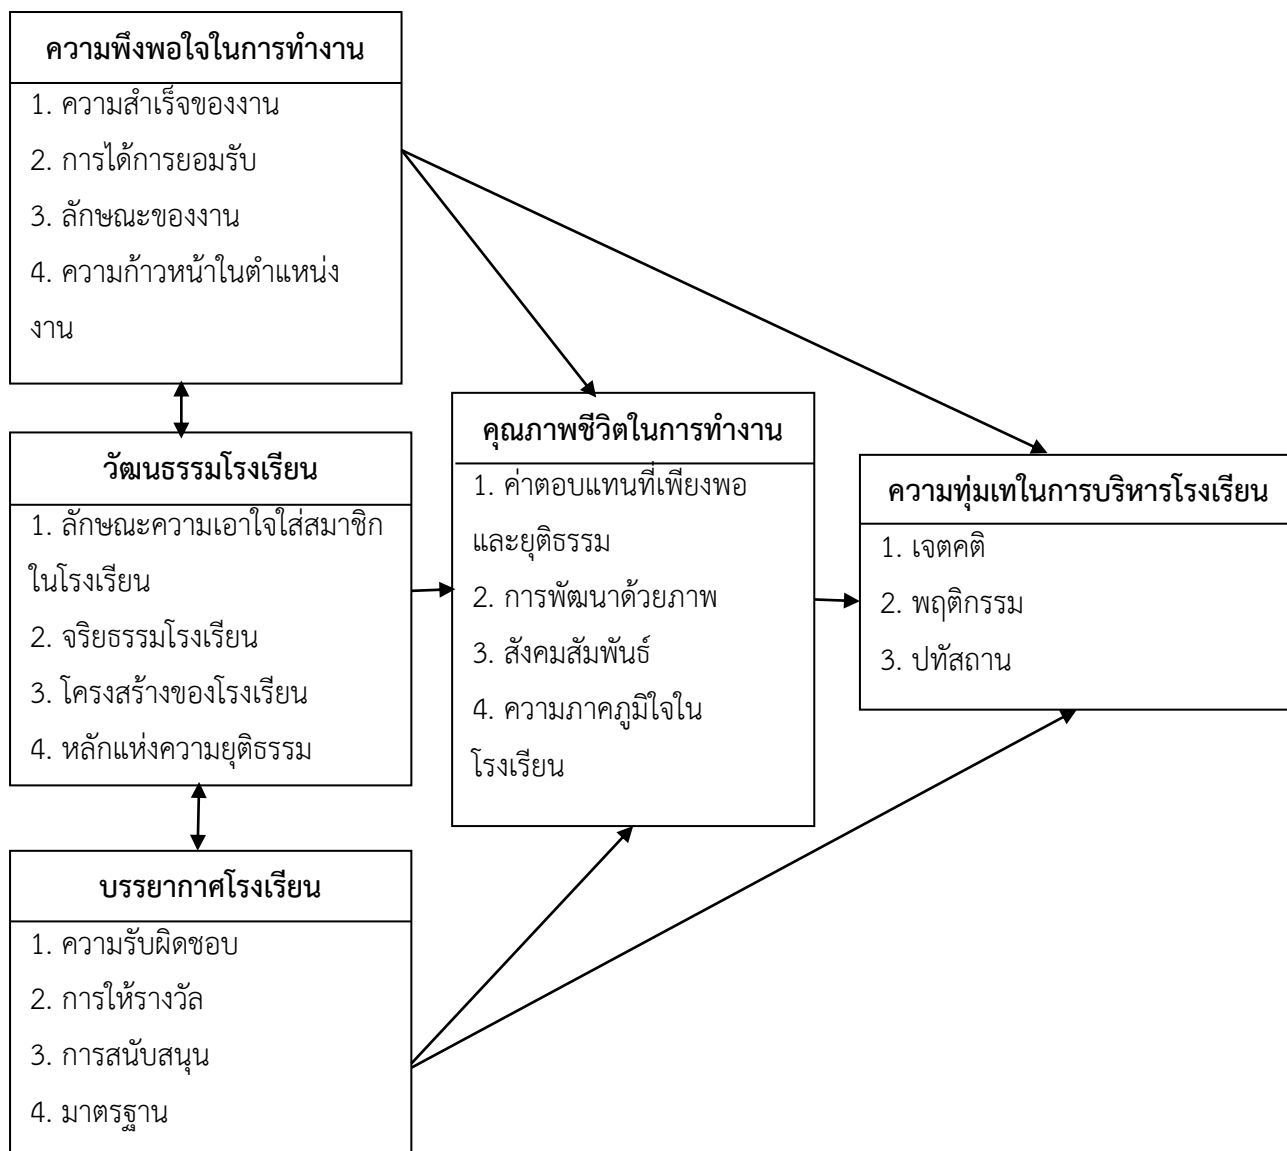 ความพึงพอใจในการทำงาน
1. ความสำเร็จของงาน
2. การได้การยอมรับ
3. ลักษณะของงาน
4. ความก้าวหน้าในตำแหน่ง
งาน
วัฒนธรรมโรงเรียน
1. ลักษณะความเอาใจใส่สมาชิก
ในโรงเรียน
2. จริยธรรมโรงเรียน
3. โครงสร้างของโรงเรียน
4. หลักแห่งความยุติธรรม
บรรยากาศโรงเรียน
1. ความรับผิดชอบ
2. การให้รางวัล
3. การสนับสนุน
4. มาตรฐาน
คุณภาพชีวิตในการทำงาน
1. ค่าตอบแทนที่เพียงพอ
และยุติธรรม
2. การพัฒนาด้วยภาพ
3. สังคมสัมพันธ์
4. ความภาคภูมิใจใน
โรงเรียน
ความทุ่มเทในการบริหารโรงเรียน
1. เจตคติ
2. พฤติกรรม
3. ปทัสถาน